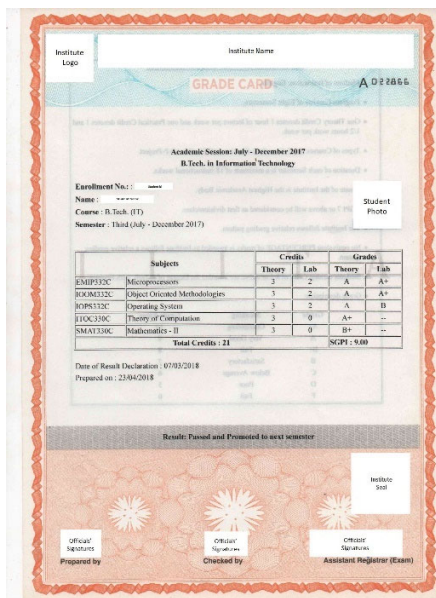 Institute
Logo
Institute Name
GRADE CARD
A 022866
Academic Session: July - December 2017
B.Tech. in Information Technology
Enrollment No.: :
Name :
Course : B.Tech. (IT)
Semester : Third (July - December 2017)
Student
Photo
Subjects Credits Grades
Theory Lab Theory Lab
EMIP332C Microprocessors 3 2 A A+
IOOM332C Object Oriented Methodologies 3 2 A A+
IOPS332C Operating System 3 2 A B
ITOC330C Theory of Computation 3 0 A+ --
SMAT330C Mathematics - II 3 0 B+ --
Total Credits : 21 SGPI : 9.00
Date of Result Declaration : 07/03/2018
Prepared on : 23/04/2018
Result: Passed and Promoted to next semester
Institute
Seal
Officials'
Signatures
Officials'
Signatures
Officials'
Signatures
Prepared by Checked by Assistant Registrar (Exam)